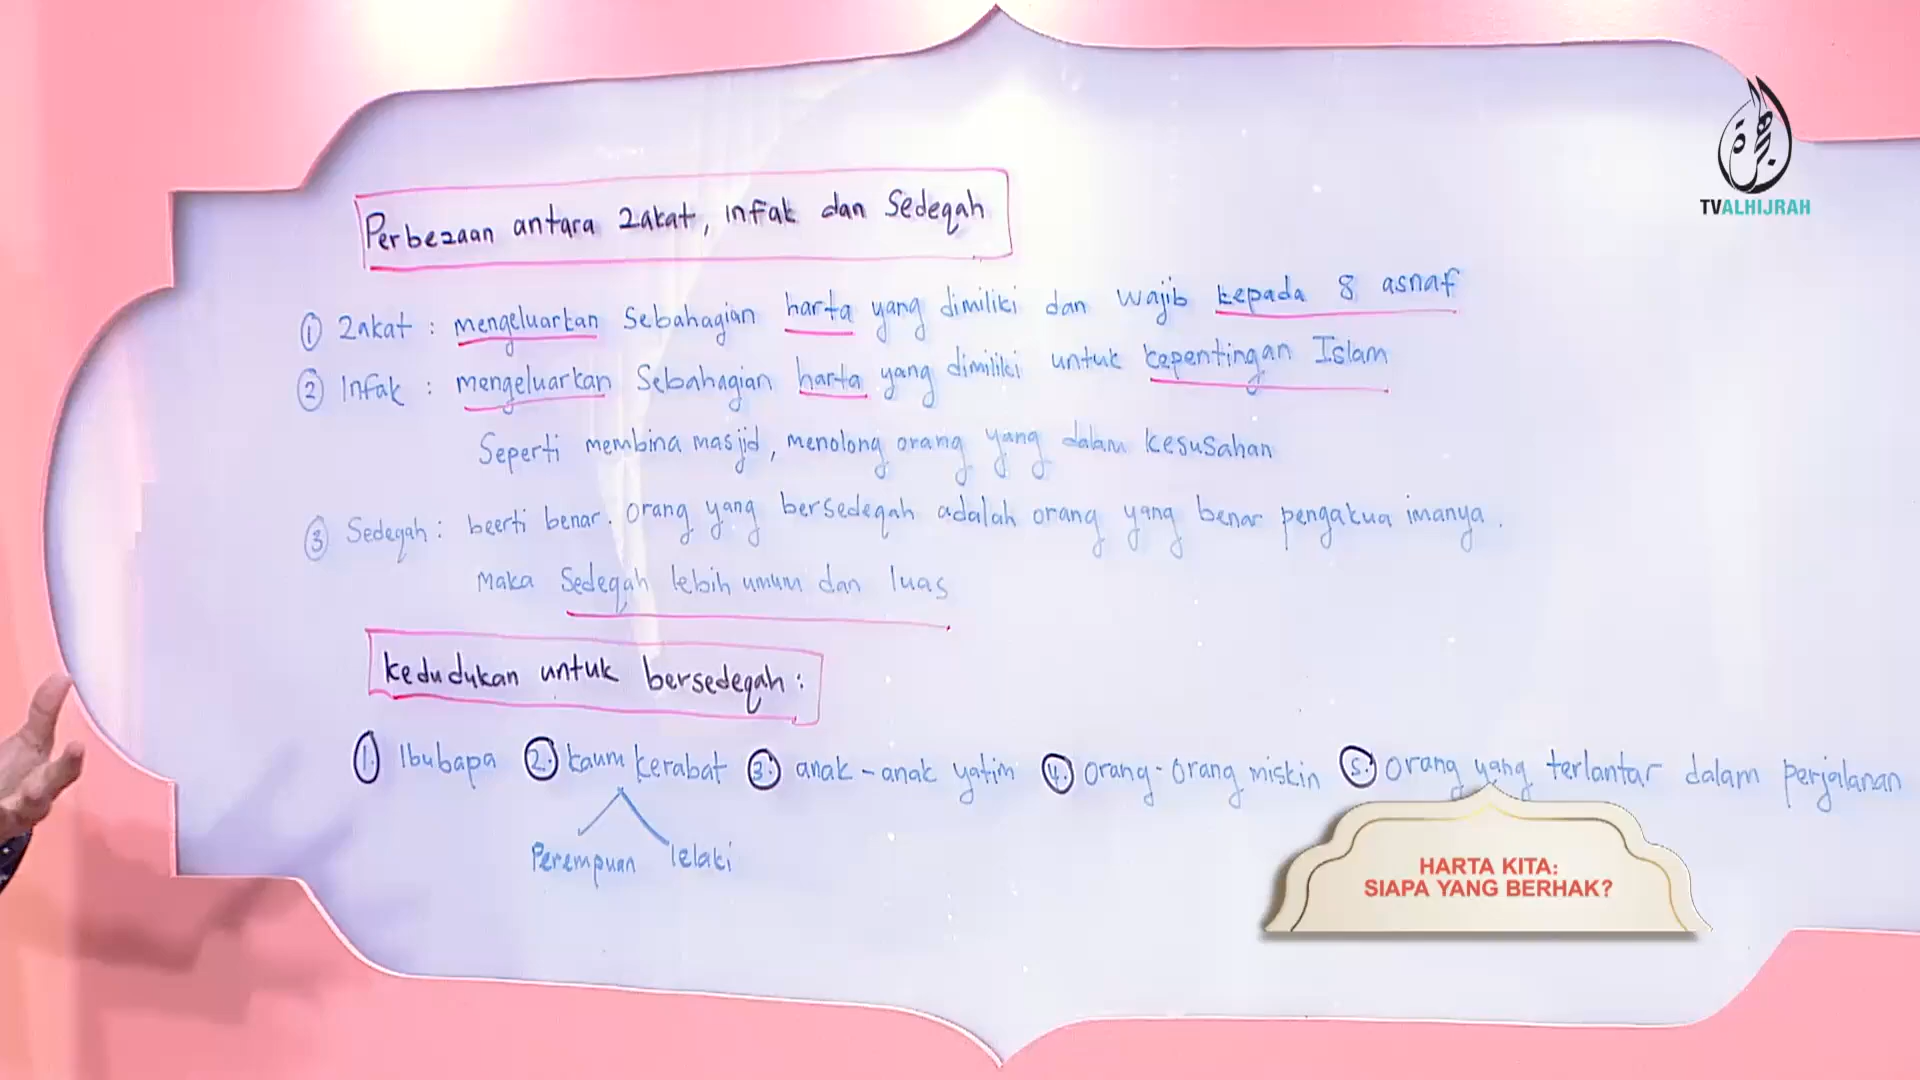 Perbezaan antara Zakat, infak dan Sedeqah
① Zakat : mengeluarkan Sebahagian harta yang dimiliki dan wajib kepada 8 asnaf
② Infak : mengeluarkan Sebahagian harta yang dimiliki untuk kepentingan Islam
Seperti membina masjid, menolong orang yang dalam kesusahan
③ Sedeqah : beerti benar. orang yang bersedeqah adalah orang yang benar pengakua imanya.
Maka Sedeqah lebih umum dan luas
kedudukan untuk bersedeqah :
①. Ibubapa ②. kaum kerabat ③. anak-anak yatim ④. orang-orang miskin ⑤. orang yang terlantar dalam perjalanan
Perempuan lelaki
هجرة
TVALHIJRAH
HARTA KITA:
SIAPA YANG BERHAK?